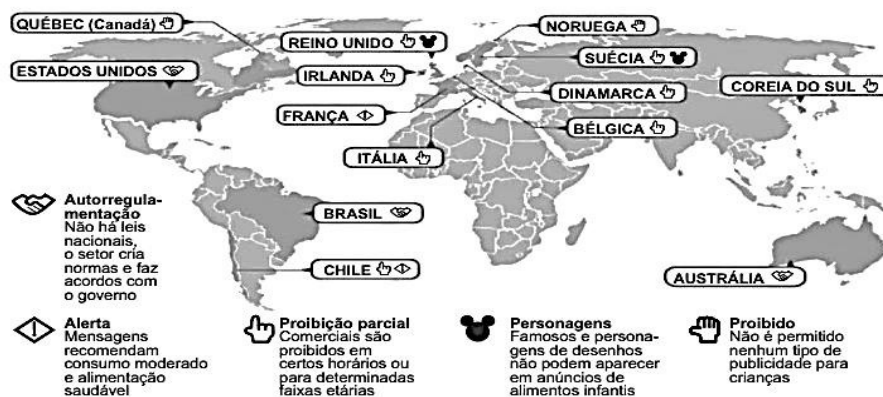 QUÉBEC (Canadá)
ESTADOS UNIDOS
REINO UNIDO
IRLANDA
FRANÇA
ITÁLIA
NORUEGA
SUÉCIA
DINAMARCA
BÉLGICA
COREIA DO SUL
BRASIL
CHILE
AUSTRÁLIA
Autorregula-
mentação
Não há leis
nacionais,
o setor cria
normas e faz
acordos com
o governo
Alerta
Mensagens
recomendam
consumo moderado
e alimentação
saudável
Proibição parcial
Comerciais são
proibidos em
certos horários ou
para determinadas
faixas etárias
Personagens
Famosos e persona-
gens de desenhos
não podem aparecer
em anúncios de
alimentos infantis
Proibido
Não é permitido
nenhum tipo de
publicidade para
crianças